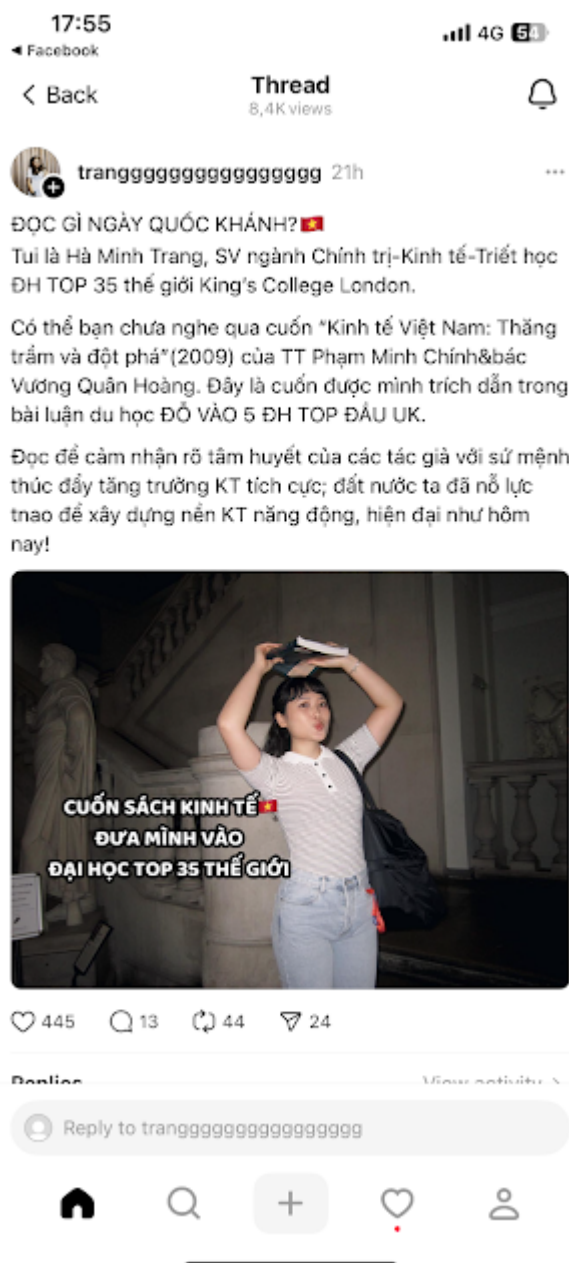 17:55
4G 54
Facebook
Back
Thread
8,4K views
trangggggggggggggggggg 21h
ĐỌC GÌ NGÀY QUỐC KHÁNH?🇻🇳
Tui là Hà Minh Trang, SV ngành Chính trị-Kinh tế-Triết học
ĐH TOP 35 thế giới King's College London.
Có thể bạn chưa nghe qua cuốn "Kinh tế Việt Nam: Thăng
trầm và đột phá"(2009) của TT Phạm Minh Chính&bác
Vương Quân Hoàng. Đây là cuốn được mình trích dẫn trong
bài luận du học ĐỖ VÀO 5 ĐH TOP ĐẦU UK.
Đọc để cảm nhận rõ tâm huyết của các tác giả với sứ mệnh
thúc đẩy tăng trưởng KT tích cực; đất nước ta đã nỗ lực
tnao để xây dựng nền KT năng động, hiện đại như hôm
nay!
CUỐN SÁCH KINH TẾ🇻🇳
ĐƯA MÌNH VÀO
ĐẠI HỌC TOP 35 THẾ GIỚI
445 13 44 24
Replies View activity
Reply to trangggggggggggggggggg